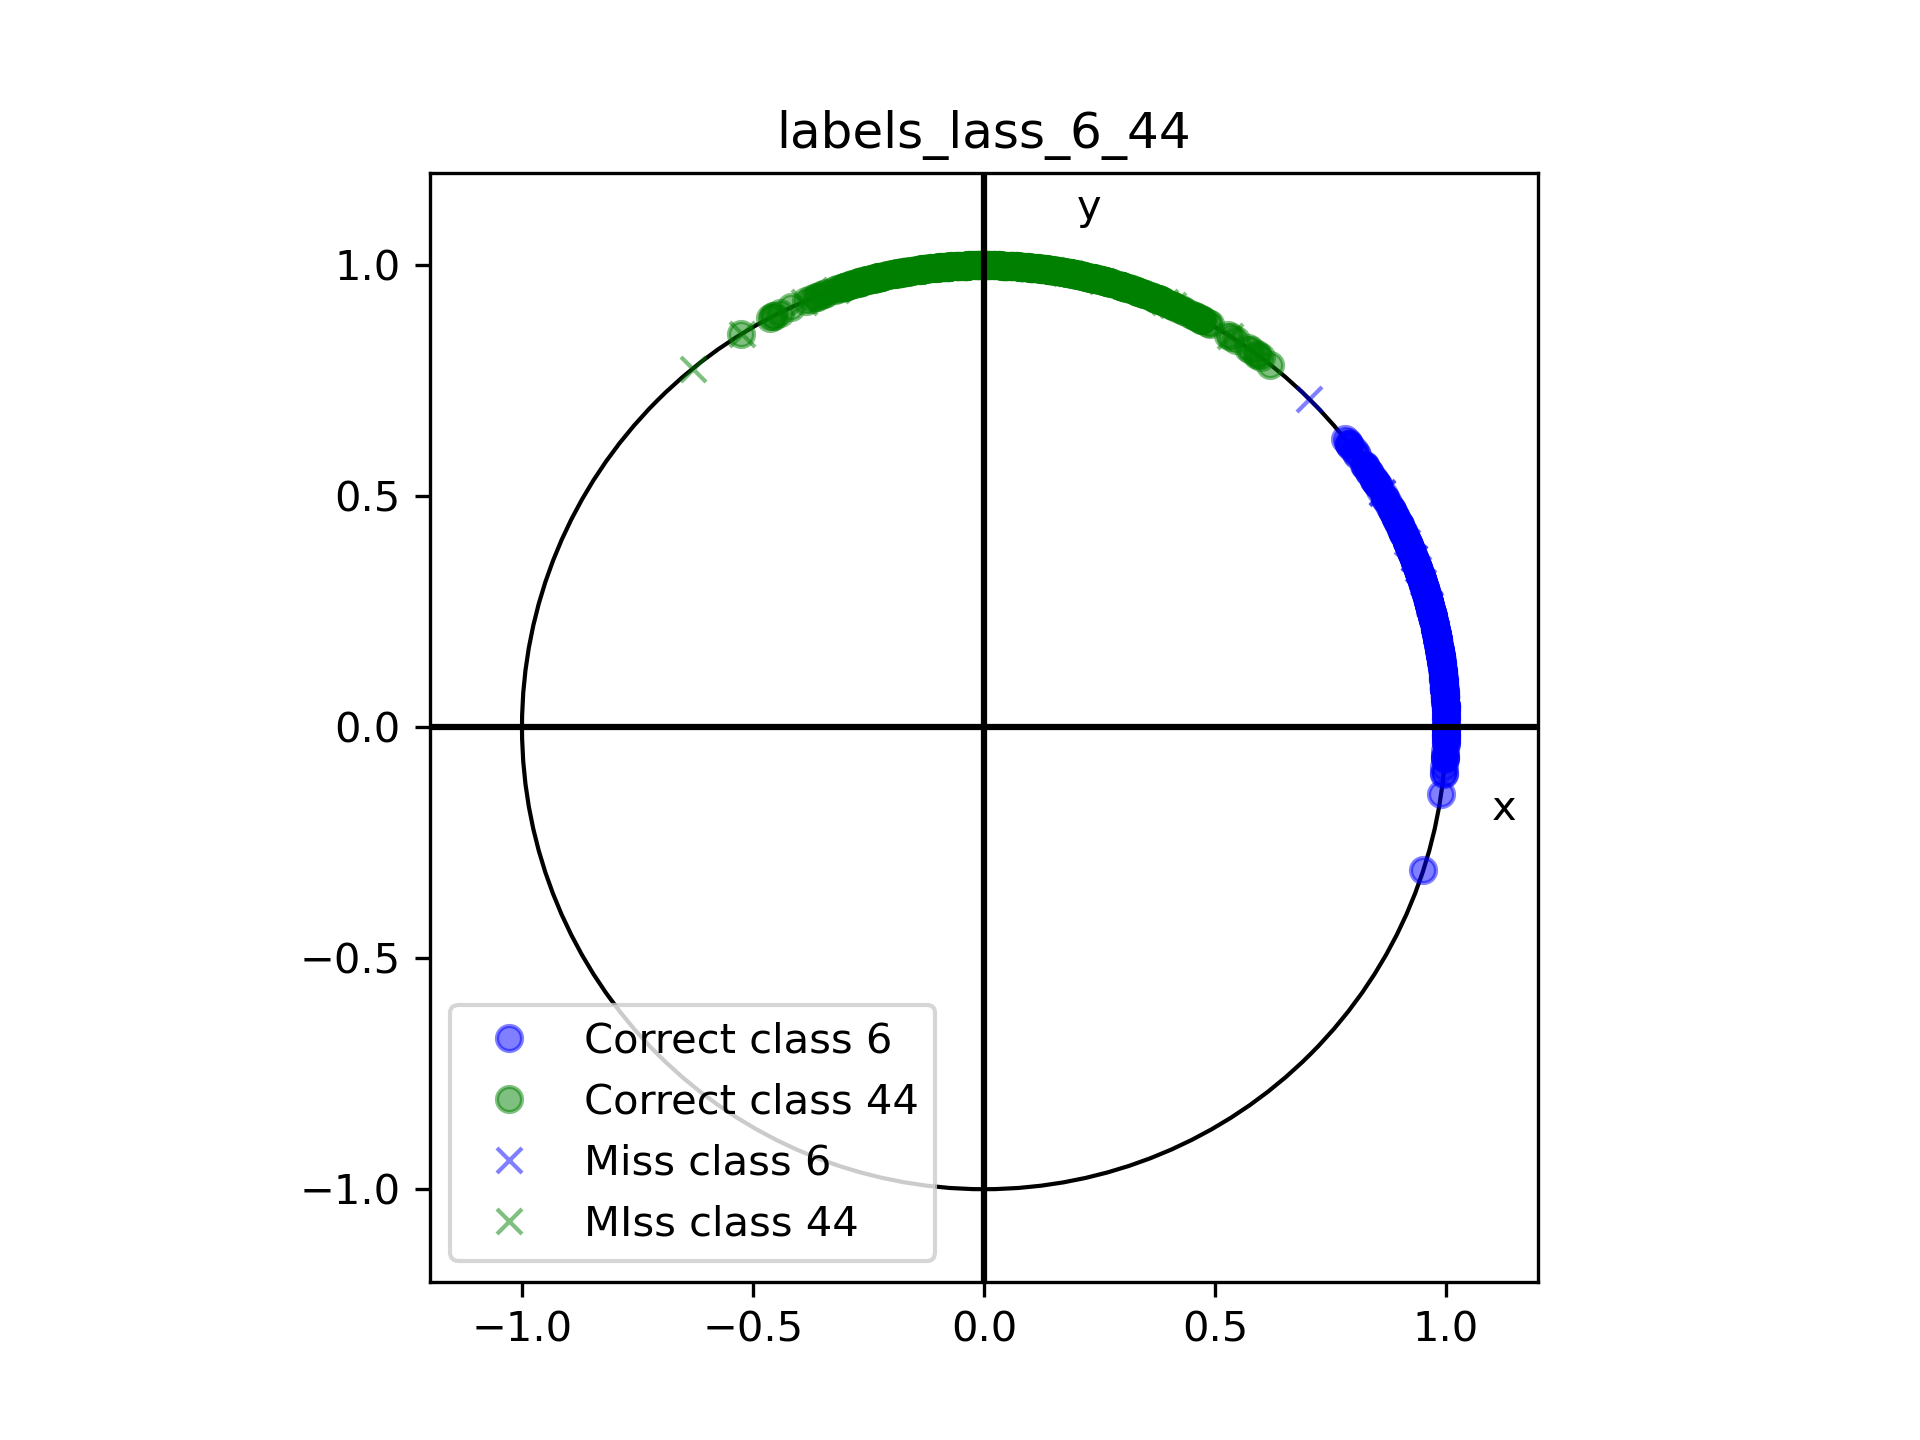 labels_lass_6_44
y
1.0
0.5
0.0
−0.5
−1.0
x
Correct class 6
Correct class 44
Miss class 6
MIss class 44
−1.0 −0.5 0.0 0.5 1.0